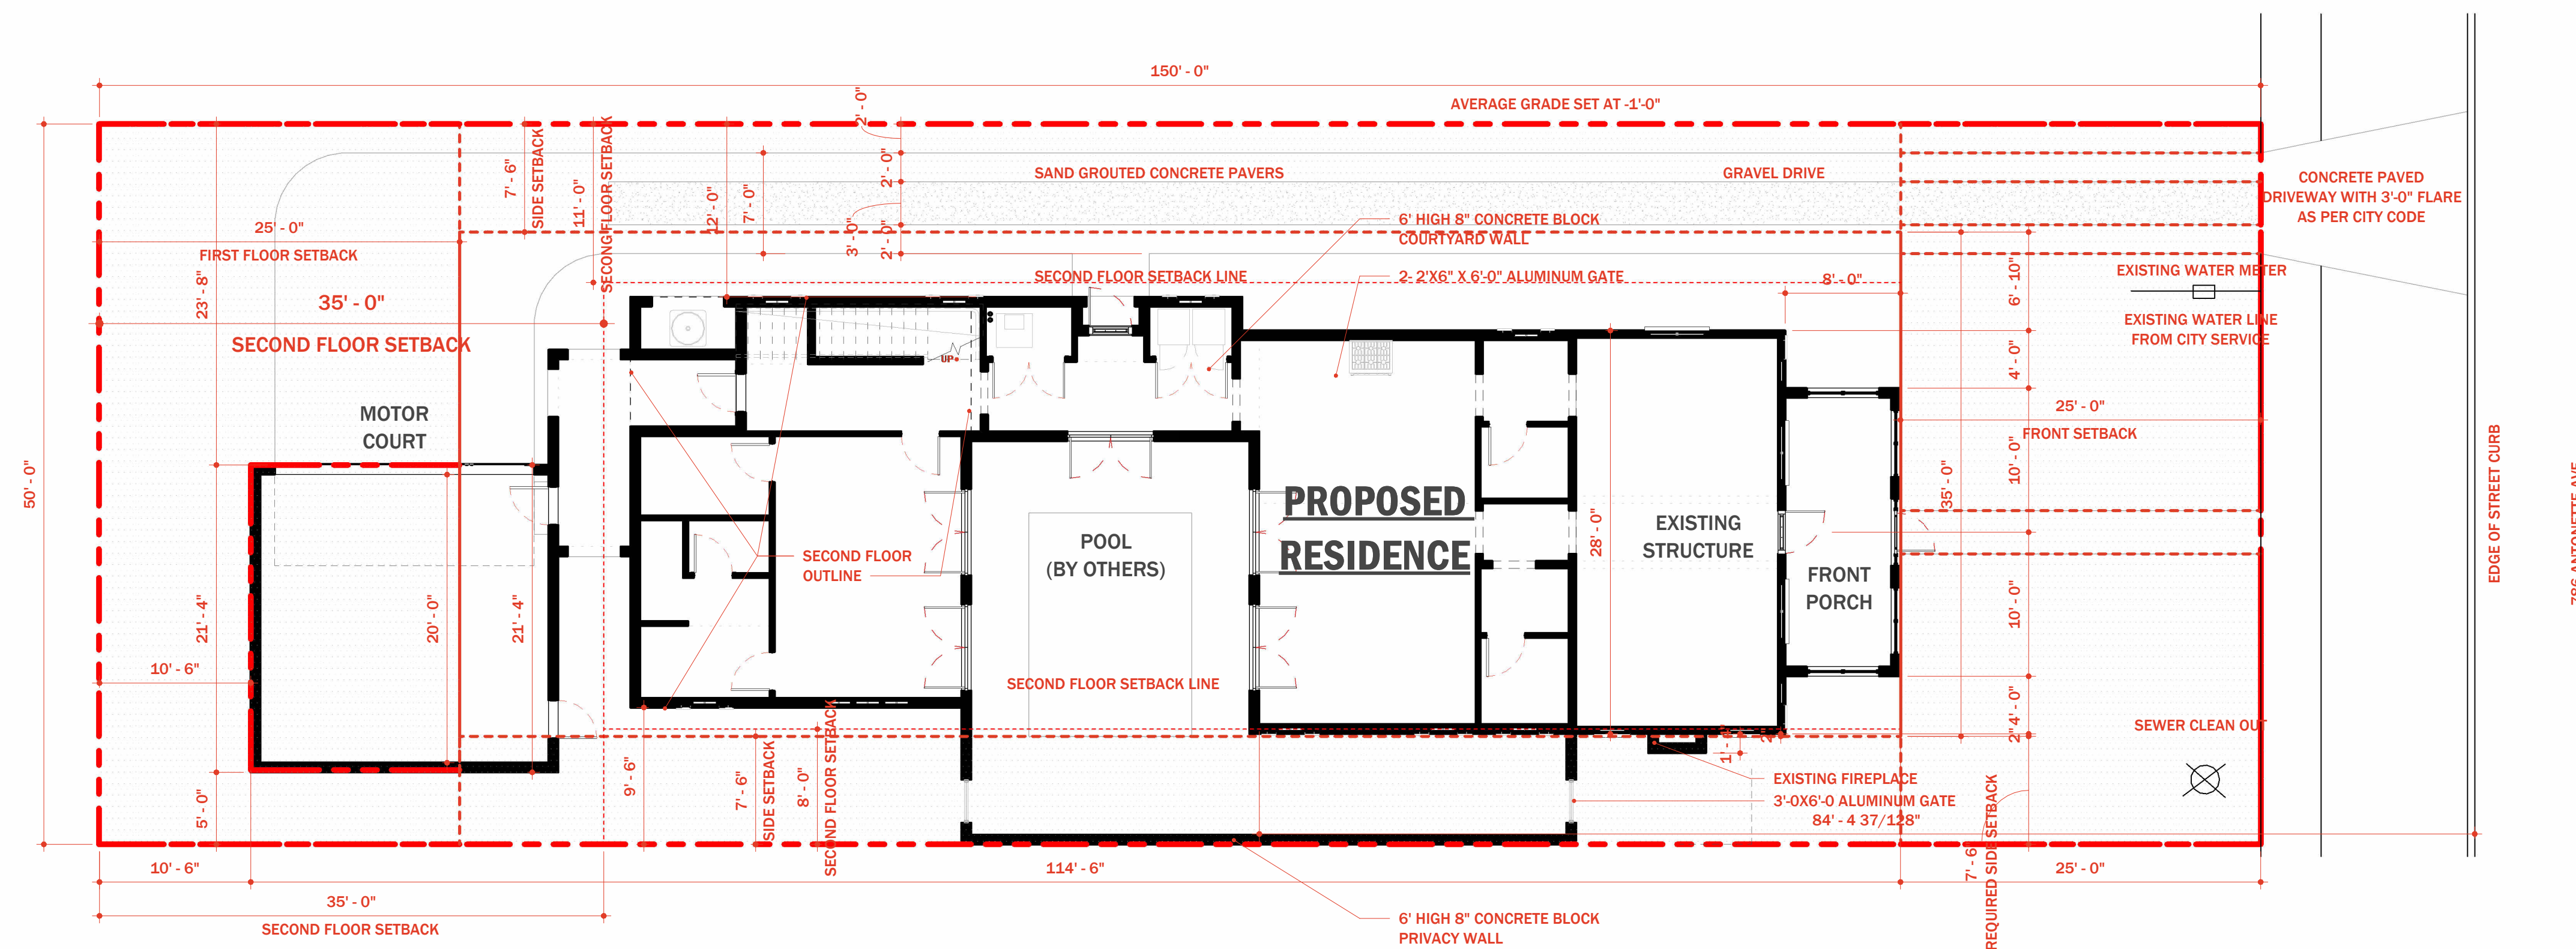 150' - 0"
AVERAGE GRADE SET AT -1'-0"
2' - 0"
7' - 6"
SIDE SETBACK
11' - 0"
SECONG FLOOR SETBACK
12' - 0"
7' - 0"
2' - 0"
3' - 0"
2' - 0"
SAND GROUTED CONCRETE PAVERS
GRAVEL DRIVE
CONCRETE PAVED
DRIVEWAY WITH 3'-0" FLARE
AS PER CITY CODE
25' - 0"
FIRST FLOOR SETBACK
6' HIGH 8" CONCRETE BLOCK
COURTYARD WALL
SECOND FLOOR SETBACK LINE
2- 2'X6" X 6'-0" ALUMINUM GATE
8' - 0"
EXISTING WATER METER
EXISTING WATER LINE
FROM CITY SERVICE
23' - 8"
35' - 0"
SECOND FLOOR SETBACK
6' - 10"
4' - 0"
UP
MOTOR
COURT
25' - 0"
FRONT SETBACK
50' - 0"
10' - 0"
35' - 0"
EDGE OF STREET CURB
PROPOSED
RESIDENCE
28' - 0"
EXISTING
STRUCTURE
POOL
(BY OTHERS)
SECOND FLOOR
OUTLINE
FRONT
PORCH
21' - 4"
20' - 0"
21' - 4"
10' - 0"
10' - 6"
SECOND FLOOR SETBACK LINE
2"
4' - 0"
SEWER CLEAN OUT
9' - 6"
7' - 6"
SIDE SETBACK
8' - 0"
SECOND FLOOR SETBACK
5' - 0"
EXISTING FIREPLACE
3'-0X6'-0 ALUMINUM GATE
84' - 4 37/128"
10' - 6"
114' - 6"
7' - 6"
REQUIRED SIDE SETBACK
25' - 0"
35' - 0"
SECOND FLOOR SETBACK
6' HIGH 8" CONCRETE BLOCK
PRIVACY WALL